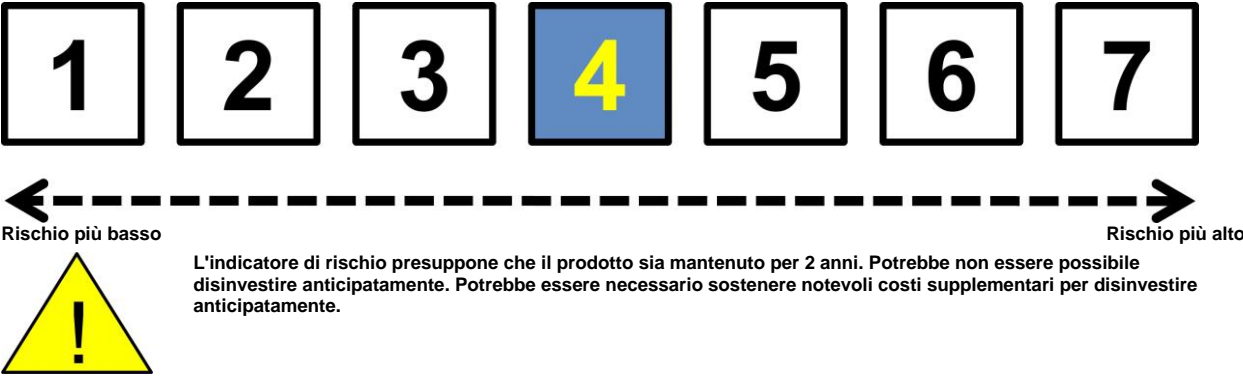 1 2 3 4 5 6 7
Rischio più basso Rischio più alto
L'indicatore di rischio presuppone che il prodotto sia mantenuto per 2 anni. Potrebbe non essere possibile
disinvestire anticipatamente. Potrebbe essere necessario sostenere notevoli costi supplementari per disinvestire
anticipatamente.
!